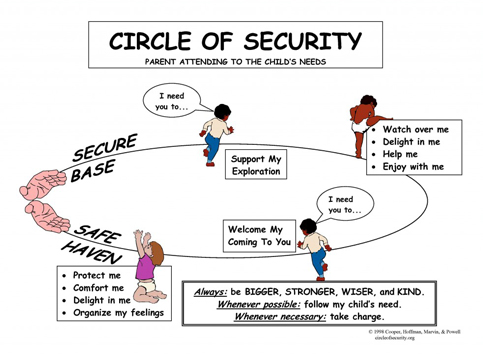 CIRCLE OF SECURITY
PARENT ATTENDING TO THE CHILD'S NEEDS
I need
you to...
SECURE
BASE
Support My
Exploration
• Watch over me
• Delight in me
• Help me
• Enjoy with me
I need
you to...
SAFE
HAVEN
Welcome My
Coming To You
• Protect me
• Comfort me
• Delight in me
• Organize my feelings
Always: be BIGGER, STRONGER, WISER, and KIND.
Whenever possible: follow my child's need.
Whenever necessary: take charge.
© 1998 Cooper, Hoffman, Marvin, & Powell
circleofsecurity.org